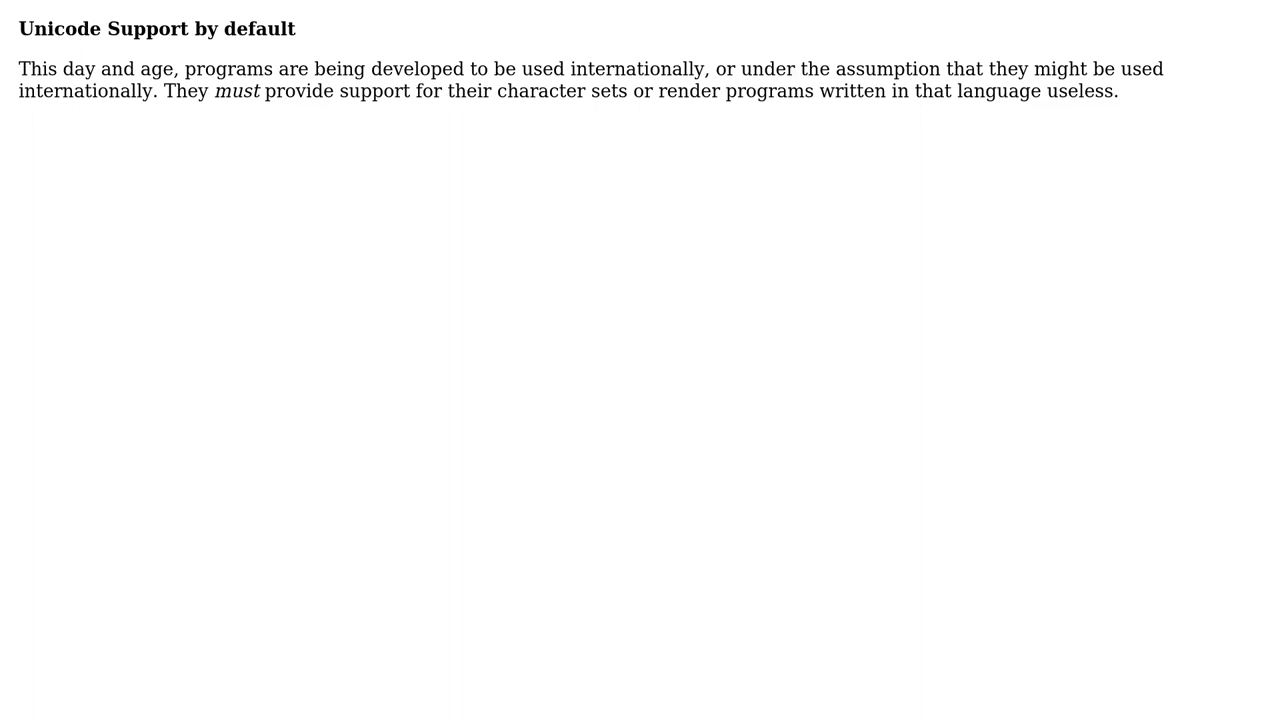 Unicode Support by default
This day and age, programs are being developed to be used internationally, or under the assumption that they might be used
internationally. They must provide support for their character sets or render programs written in that language useless.